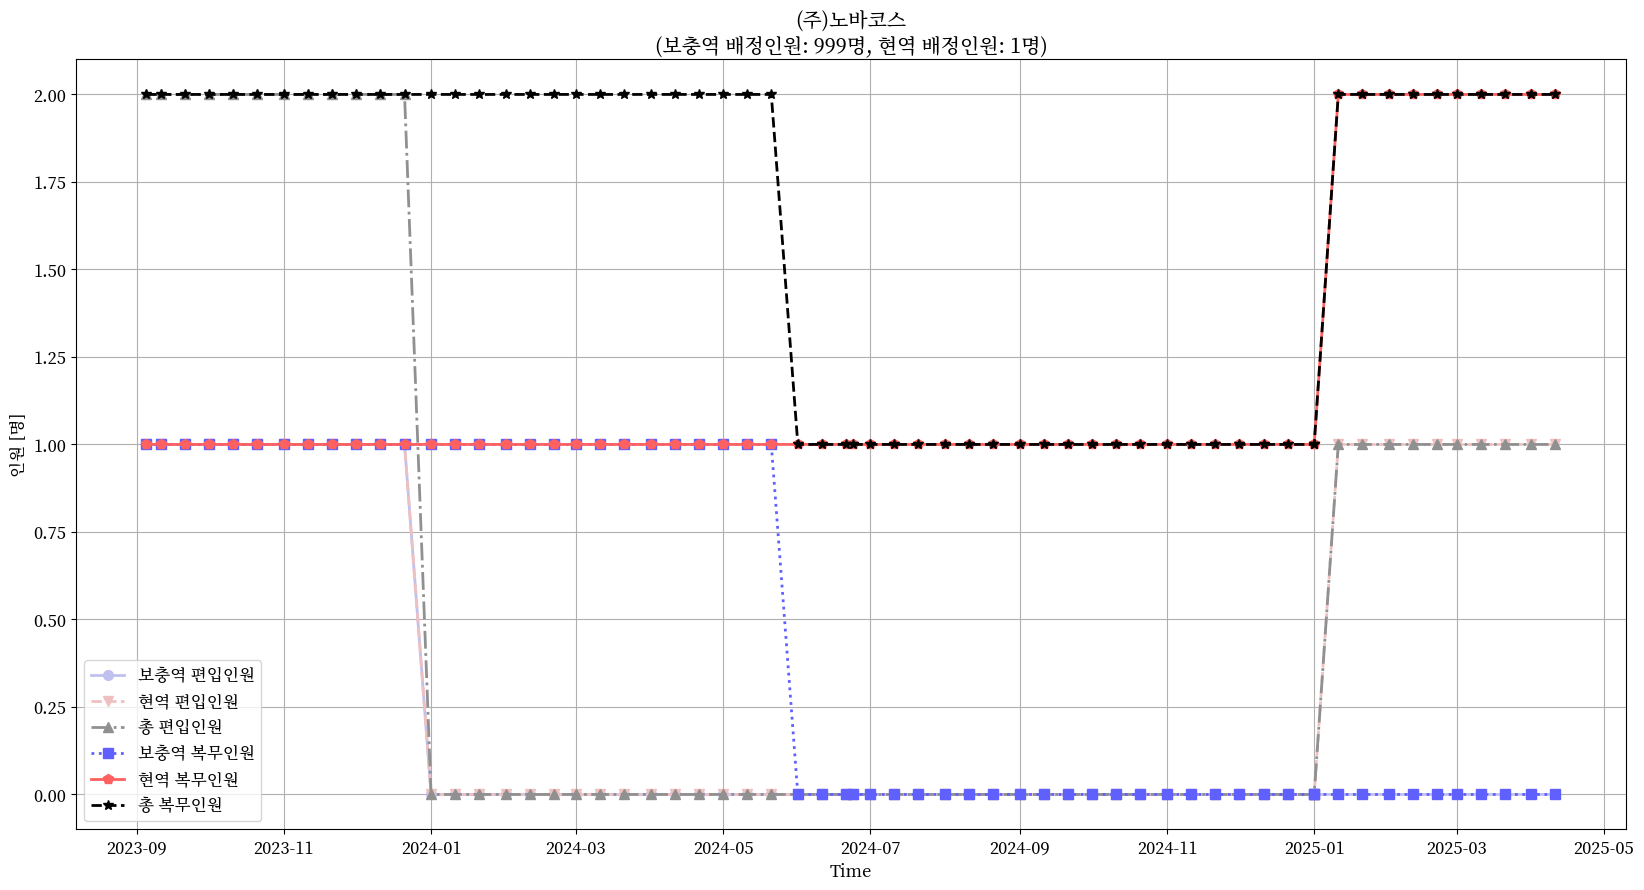 (주)노바코스
(보충역 배정인원: 999명, 현역 배정인원: 1명)
인원 [명]
2.00
1.75
1.50
1.25
1.00
0.75
0.50
0.25
0.00
보충역 편입인원
현역 편입인원
총 편입인원
보충역 복무인원
현역 복무인원
총 복무인원
2023-09 2023-11 2024-01 2024-03 2024-05 2024-07 2024-09 2024-11 2025-01 2025-03 2025-05
Time